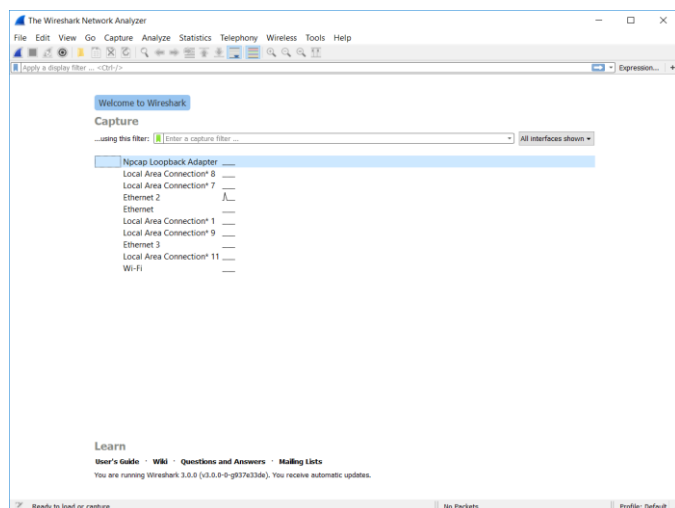 The Wireshark Network Analyzer
File Edit View Go Capture Analyze Statistics Telephony Wireless Tools Help
Apply a display filter ... <Ctrl-/>
Expression... +
Welcome to Wireshark
Capture
...using this filter: Enter a capture filter ...
All interfaces shown
Npcap Loopback Adapter
Local Area Connection* 8
Local Area Connection* 7
Ethernet 2
Ethernet
Local Area Connection* 1
Local Area Connection* 9
Ethernet 3
Local Area Connection* 11
Wi-Fi
Learn
User's Guide · Wiki · Questions and Answers · Mailing Lists
You are running Wireshark 3.0.0 (v3.0.0-0-g937e33de). You receive automatic updates.
Ready to load or capture
No Packets
Profile: Default